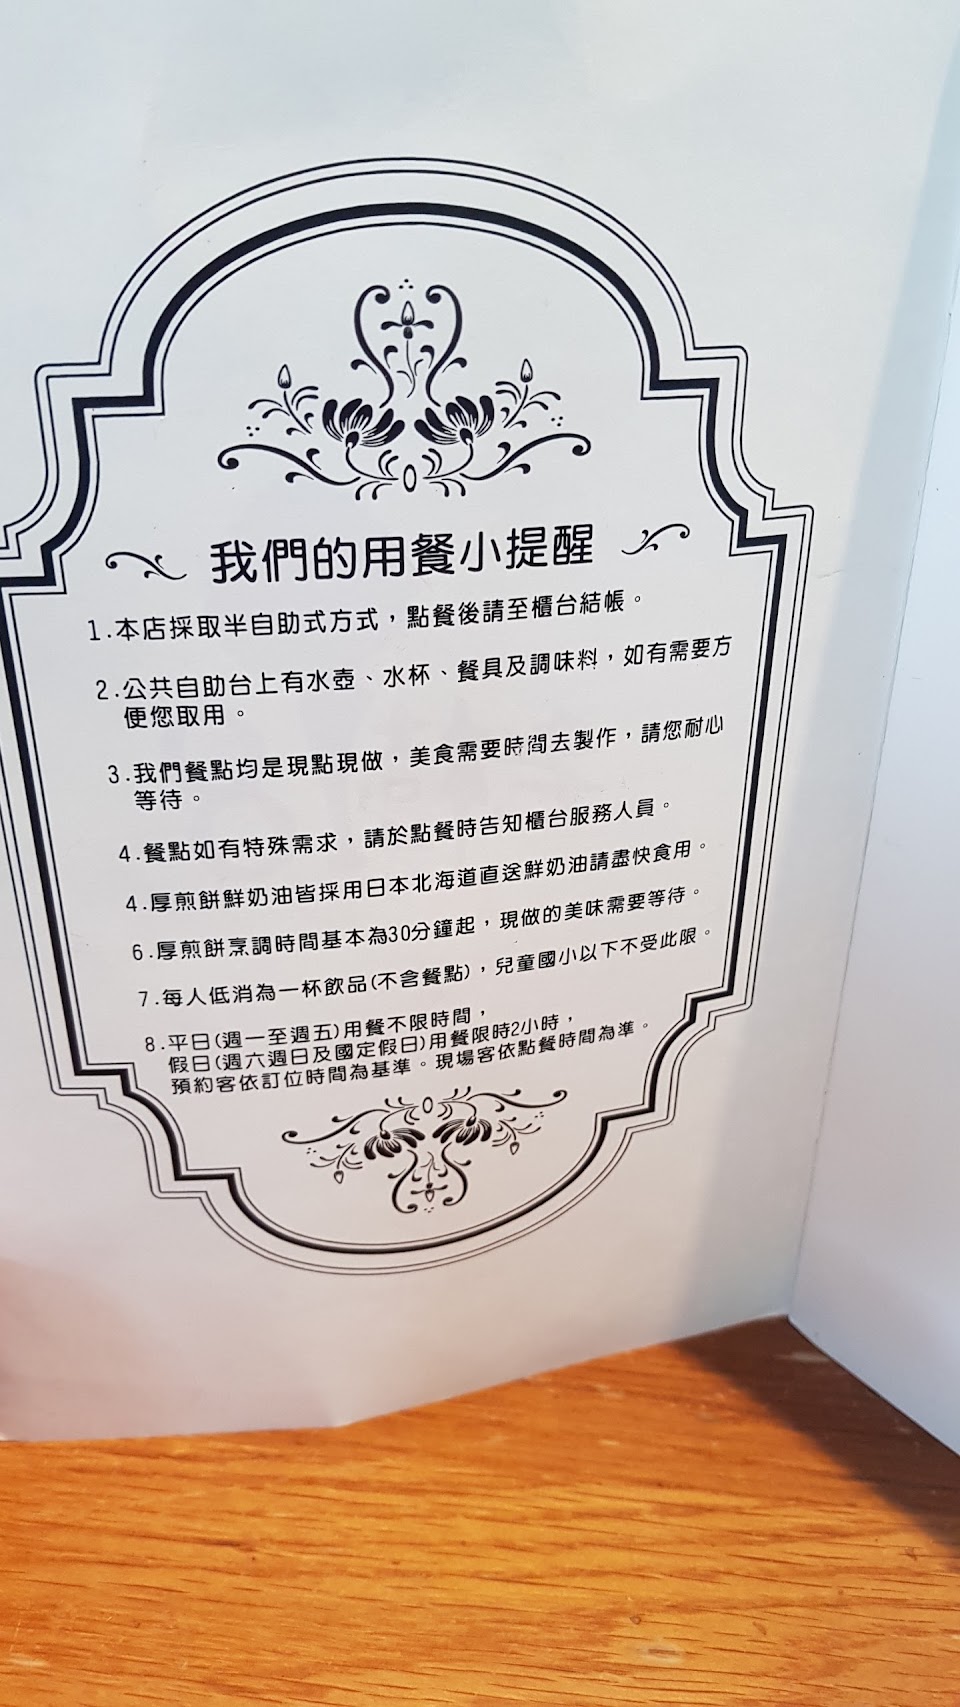 我們的用餐小提醒
1.本店採取半自助式方式，點餐後請至櫃台結帳。
2.公共自助台上有水壺、水杯、餐具及調味料，如有需要方
便您取用。
3.我們餐點均是現點現做，美食需要時間去製作，請您耐心
等待。
4.餐點如有特殊需求，請於點餐時告知櫃台服務人員。
4.厚煎餅鮮奶油皆採用日本北海道直送鮮奶油請盡快食用。
6.厚煎餅烹調時間基本為30分鐘起，現做的美味需要等待。
7.每人低消為一杯飲品(不含餐點)，兒童國小以下不受此限。
8.平日(週一至週五)用餐不限時間，
假日(週六週日及國定假日)用餐限時2小時，
預約客依訂位時間為基準。現場客依點餐時間為準。